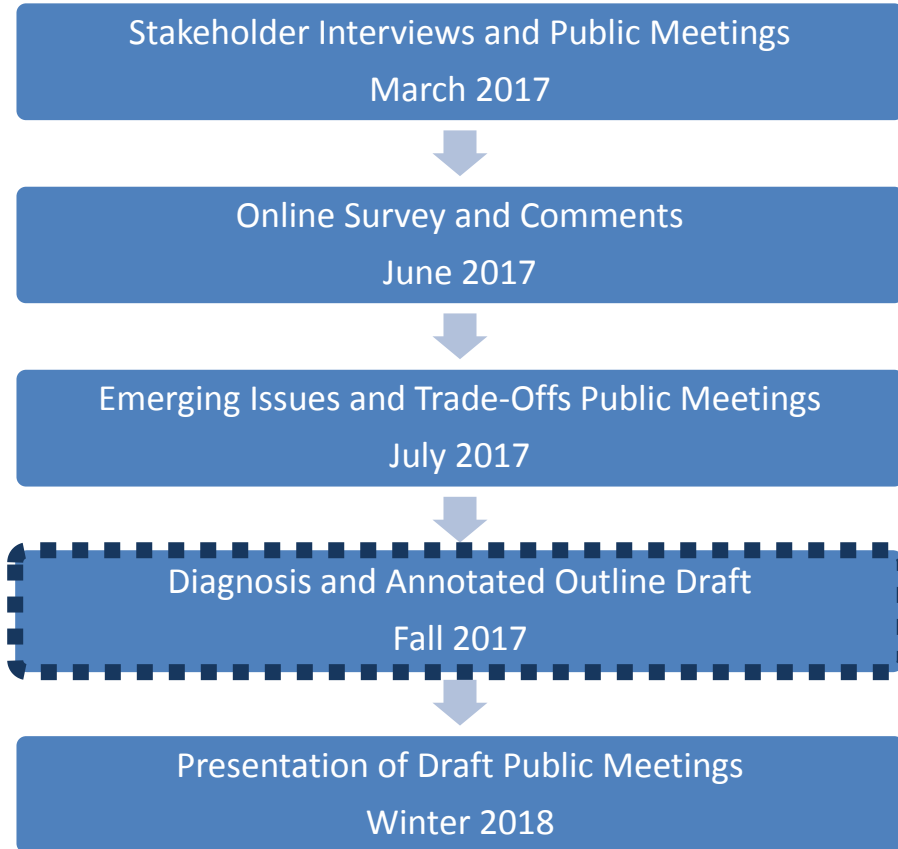 Stakeholder Interviews and Public Meetings
March 2017
Online Survey and Comments
June 2017
Emerging Issues and Trade-Offs Public Meetings
July 2017
Diagnosis and Annotated Outline Draft
Fall 2017
Presentation of Draft Public Meetings
Winter 2018